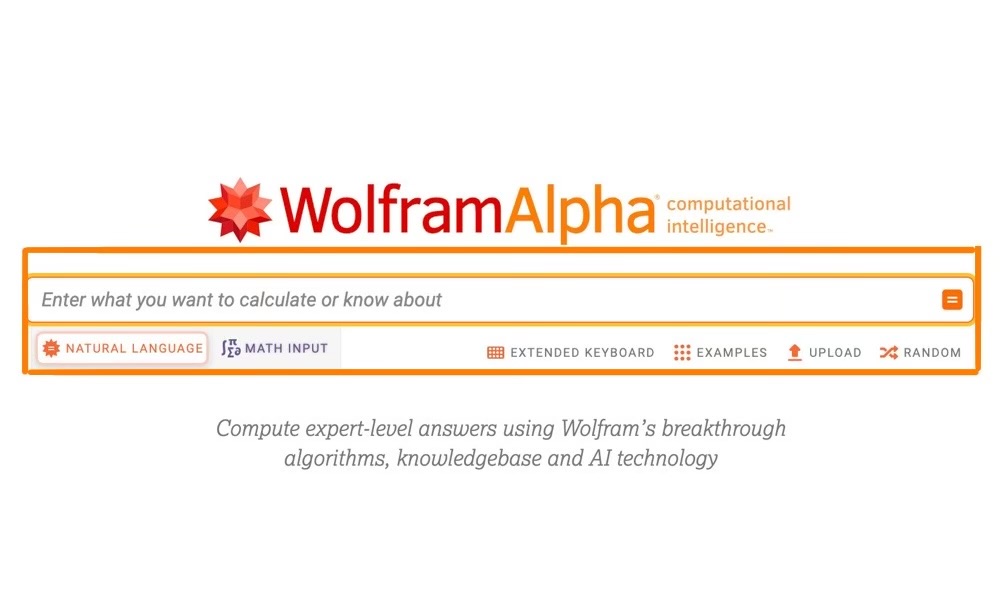 WolframAlpha® computational
intelligence™
Enter what you want to calculate or know about
NATURAL LANGUAGE MATH INPUT EXTENDED KEYBOARD EXAMPLES UPLOAD RANDOM
Compute expert-level answers using Wolfram’s breakthrough
algorithms, knowledgebase and AI technology